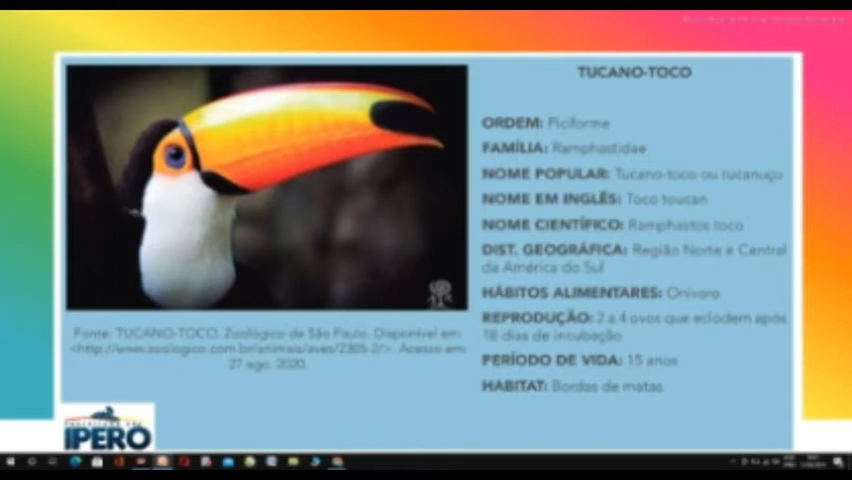 TUCANO-TOCO
ORDEM: Piciforme
FAMÍLIA: Ramphastidae
NOME POPULAR: Tucano-toco ou tucanuçu
NOME EM INGLÊS: Toco toucan
NOME CIENTÍFICO: Ramphastos toco
DIST. GEOGRÁFICA: Região Norte e Central
da América do Sul
HÁBITOS ALIMENTARES: Onívoro
REPRODUÇÃO: 2 a 4 ovos que eclodem após
18 dias de incubação
PERÍODO DE VIDA: 15 anos
HABITAT: Bordas de matas
Fonte: TUCANO-TOCO. Zoológico de São Paulo. Disponível em:
<http://www.zoologico.com.br/animais/aves/2305-2/>. Acesso em:
27 ago. 2020.
IPERÓ